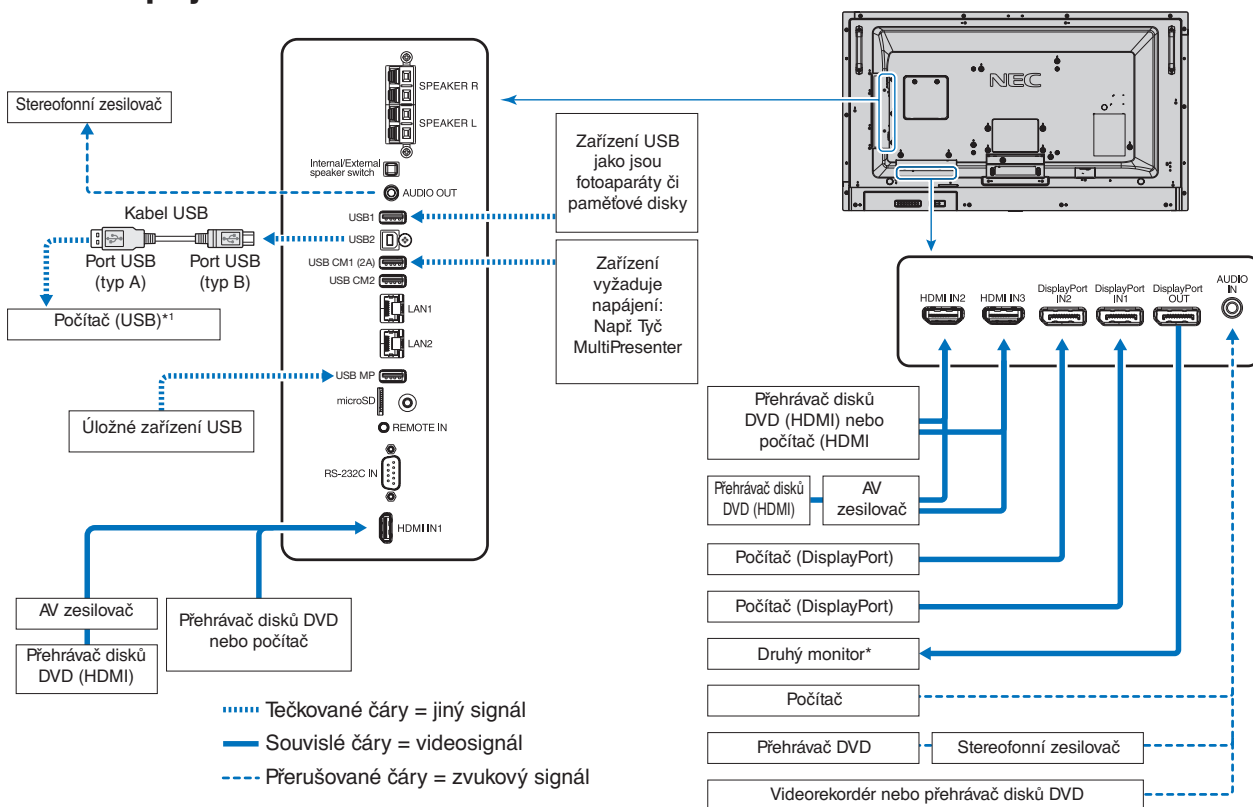 NEC
SPEAKER R
SPEAKER L
Internal/External
speaker switch
AUDIO OUT
USB1
USB2
USB CM1 (2A)
USB CM2
LAN1
LAN2
USB MP
microSD
REMOTE IN
RS-232C IN
HDMI IN1
Stereofonní zesilovač
Kabel USB
Port USB
(typ A)
Port USB
(typ B)
Počítač (USB)*1
Úložné zařízení USB
AV zesilovač
Přehrávač disků
DVD (HDMI)
Přehrávač disků DVD
nebo počítač
Zařízení USB
jako jsou
fotoaparáty či
paměťové disky
Zařízení
vyžaduje
napájení:
Např. Tyč
MultiPresenter
HDMI IN2
HDMI IN3
DisplayPort
IN2
DisplayPort
IN1
DisplayPort
OUT
AUDIO
IN
Přehrávač disků
DVD (HDMI) nebo
počítač (HDMI
Přehrávač disků
DVD (HDMI)
AV
zesilovač
Počítač (DisplayPort)
Počítač (DisplayPort)
Druhý monitor*
Počítač
Přehrávač DVD
Stereofonní zesilovač
Videorekordér nebo přehrávač disků DVD
Tečkované čáry = jiný signál
Souvislé čáry = videosignál
Přerušované čáry = zvukový signál